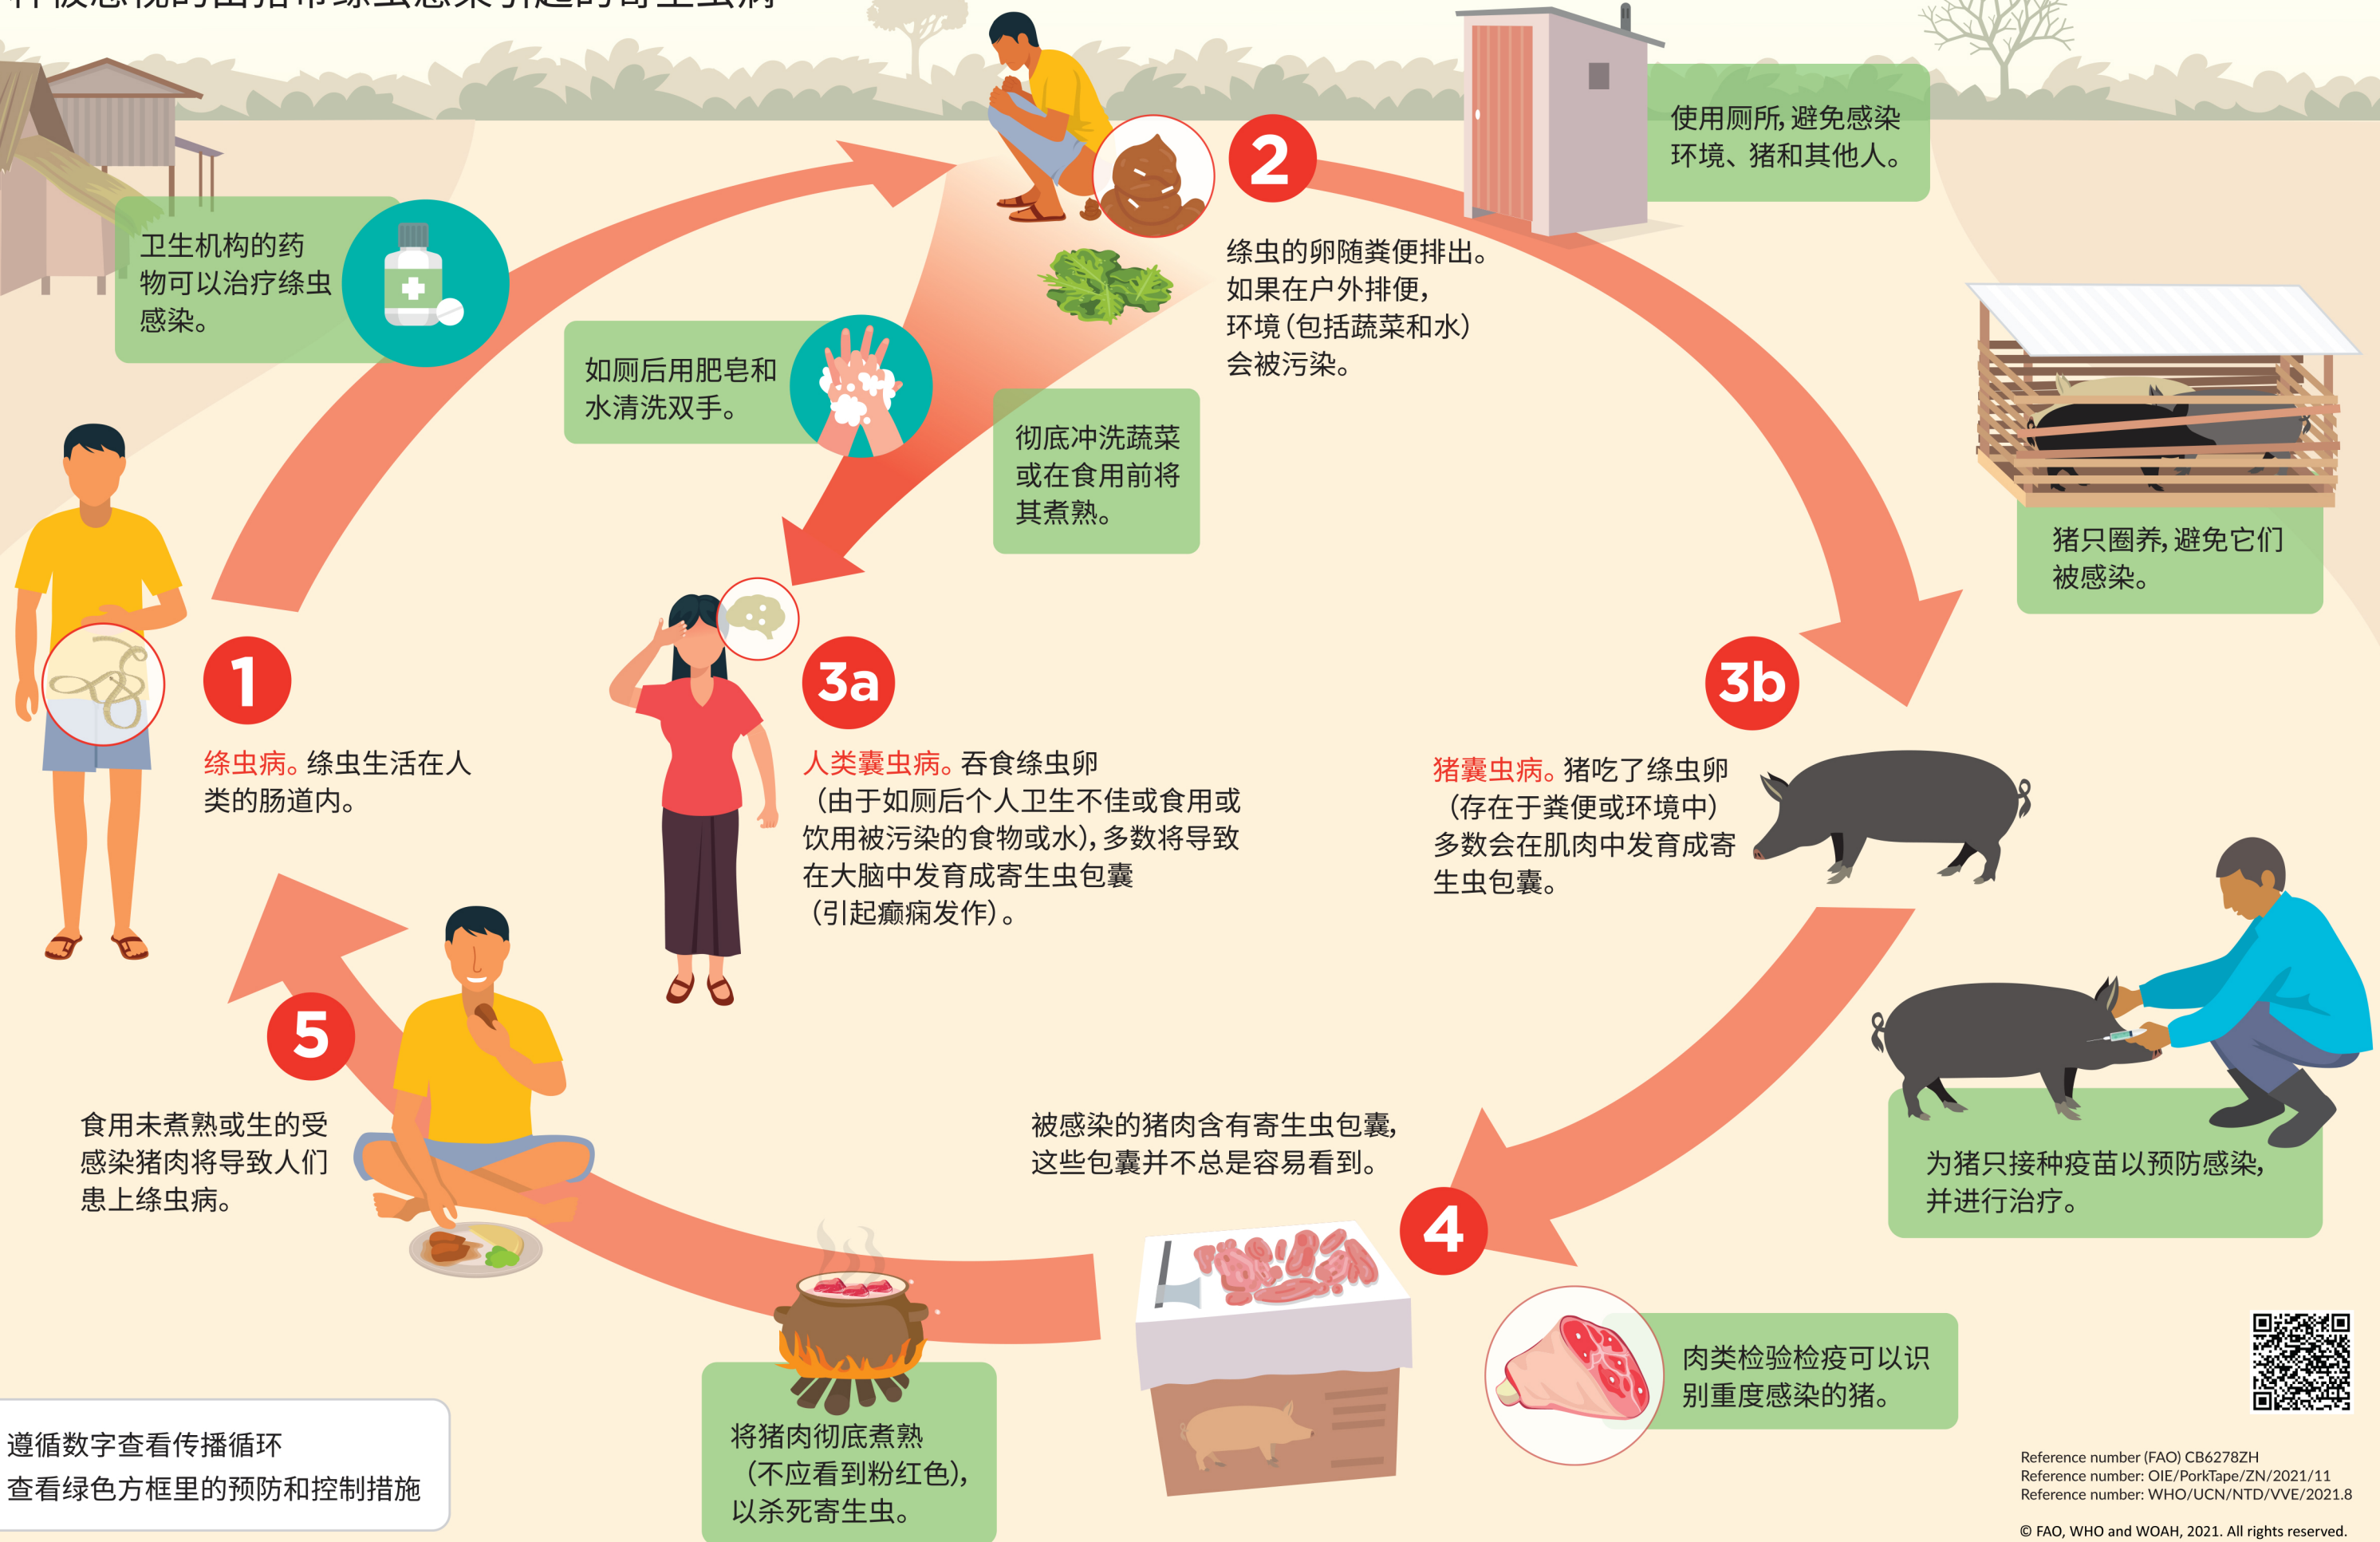 种被忽视的由猪带绦虫感染引起的寄生虫病
使用厕所，避免感染
环境、猪和其他人。
2
绦虫的卵随粪便排出。
如果在户外排便，
环境（包括蔬菜和水）
会被污染。
卫生机构的药
物可以治疗绦虫
感染。
如厕后用肥皂和
水清洗双手。
彻底冲洗蔬菜
或在食用前将
其煮熟。
猪只圈养，避免它们
被感染。
1
绦虫病。绦虫生活在人
类的肠道内。
3a
人类囊虫病。吞食绦虫卵
（由于如厕后个人卫生不佳或食用或
饮用被污染的食物或水），多数将导致
在大脑中发育成寄生虫包囊
（引起癫痫发作）。
3b
猪囊虫病。猪吃了绦虫卵
（存在于粪便或环境中）
多数会在肌肉中发育成寄
生虫包囊。
为猪只接种疫苗以预防感染，
并进行治疗。
4
被感染的猪肉含有寄生虫包囊，
这些包囊并不总是容易看到。
肉类检验检疫可以识
别重度感染的猪。
5
食用未煮熟或生的受
感染猪肉将导致人们
患上绦虫病。
将猪肉彻底煮熟
（不应看到粉红色），
以杀死寄生虫。
遵循数字查看传播循环
查看绿色方框里的预防和控制措施
Reference number (FAO) CB6278ZH
Reference number: OIE/PorkTape/ZN/2021/11
Reference number: WHO/UCN/NTD/VVE/2021.8
© FAO, WHO and WOAH, 2021. All rights reserved.